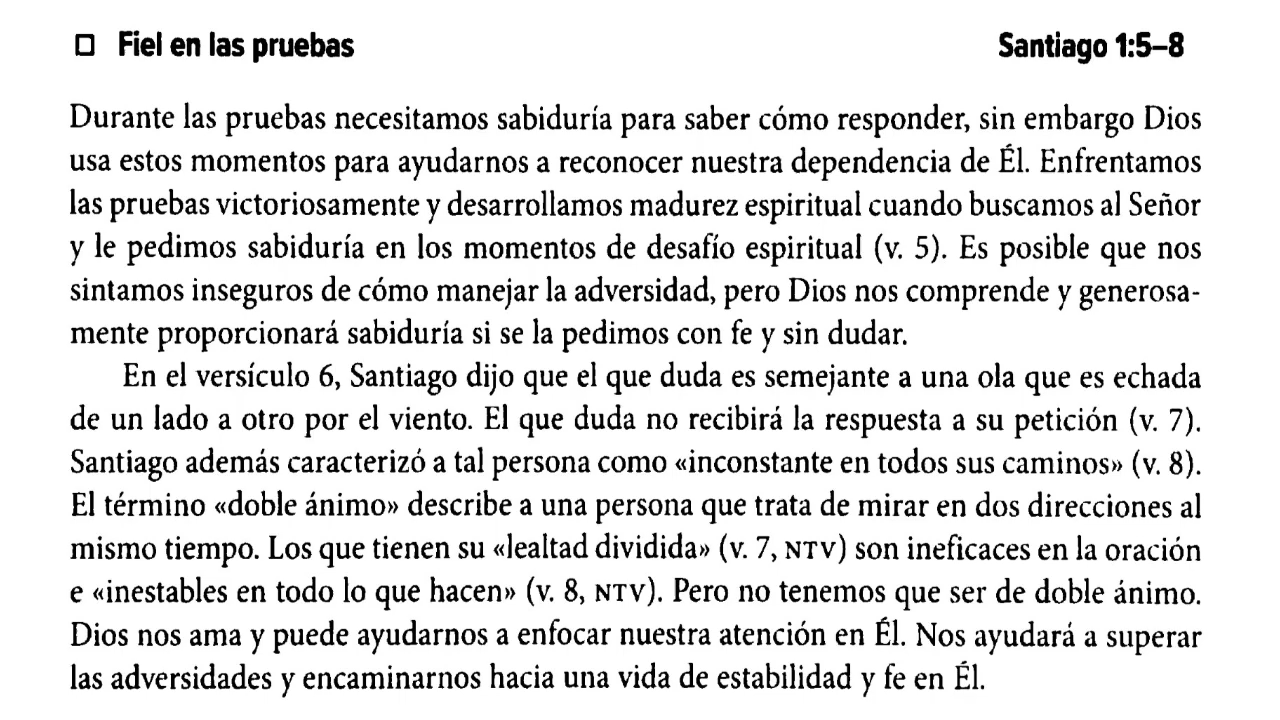 □ Fiel en las pruebas Santiago 1:5–8
Durante las pruebas necesitamos sabiduría para saber cómo responder, sin embargo Dios
usa estos momentos para ayudarnos a reconocer nuestra dependencia de Él. Enfrentamos
las pruebas victoriosamente y desarrollamos madurez espiritual cuando buscamos al Señor
y le pedimos sabiduría en los momentos de desafío espiritual (v. 5). Es posible que nos
sintamos inseguros de cómo manejar la adversidad, pero Dios nos comprende y generosa-
mente proporcionará sabiduría si se la pedimos con fe y sin dudar.
En el versículo 6, Santiago dijo que el que duda es semejante a una ola que es echada
de un lado a otro por el viento. El que duda no recibirá la respuesta a su petición (v. 7).
Santiago además caracterizó a tal persona como «inconstante en todos sus caminos» (v. 8).
El término «doble ánimo» describe a una persona que trata de mirar en dos direcciones al
mismo tiempo. Los que tienen su «lealtad dividida» (v. 7, NTV) son ineficaces en la oración
e «inestables en todo lo que hacen» (v. 8, NTV). Pero no tenemos que ser de doble ánimo.
Dios nos ama y puede ayudarnos a enfocar nuestra atención en Él. Nos ayudará a superar
las adversidades y encaminarnos hacia una vida de estabilidad y fe en Él.